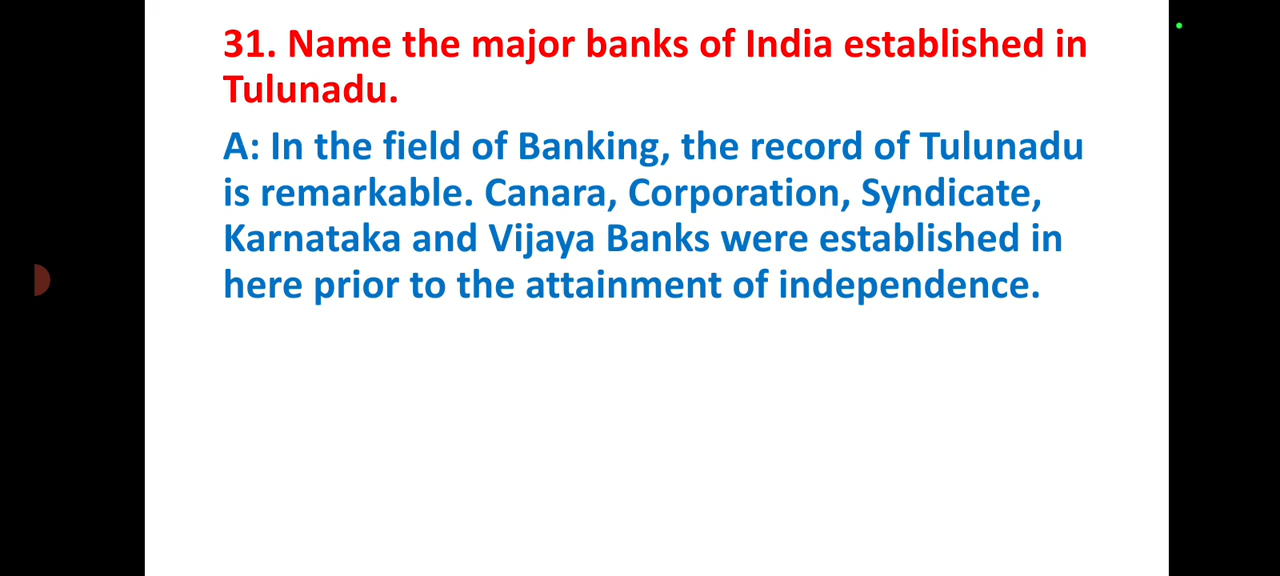 31. Name the major banks of India established in
Tulunadu.
A: In the field of Banking, the record of Tulunadu
is remarkable. Canara, Corporation, Syndicate,
Karnataka and Vijaya Banks were established in
here prior to the attainment of independence.